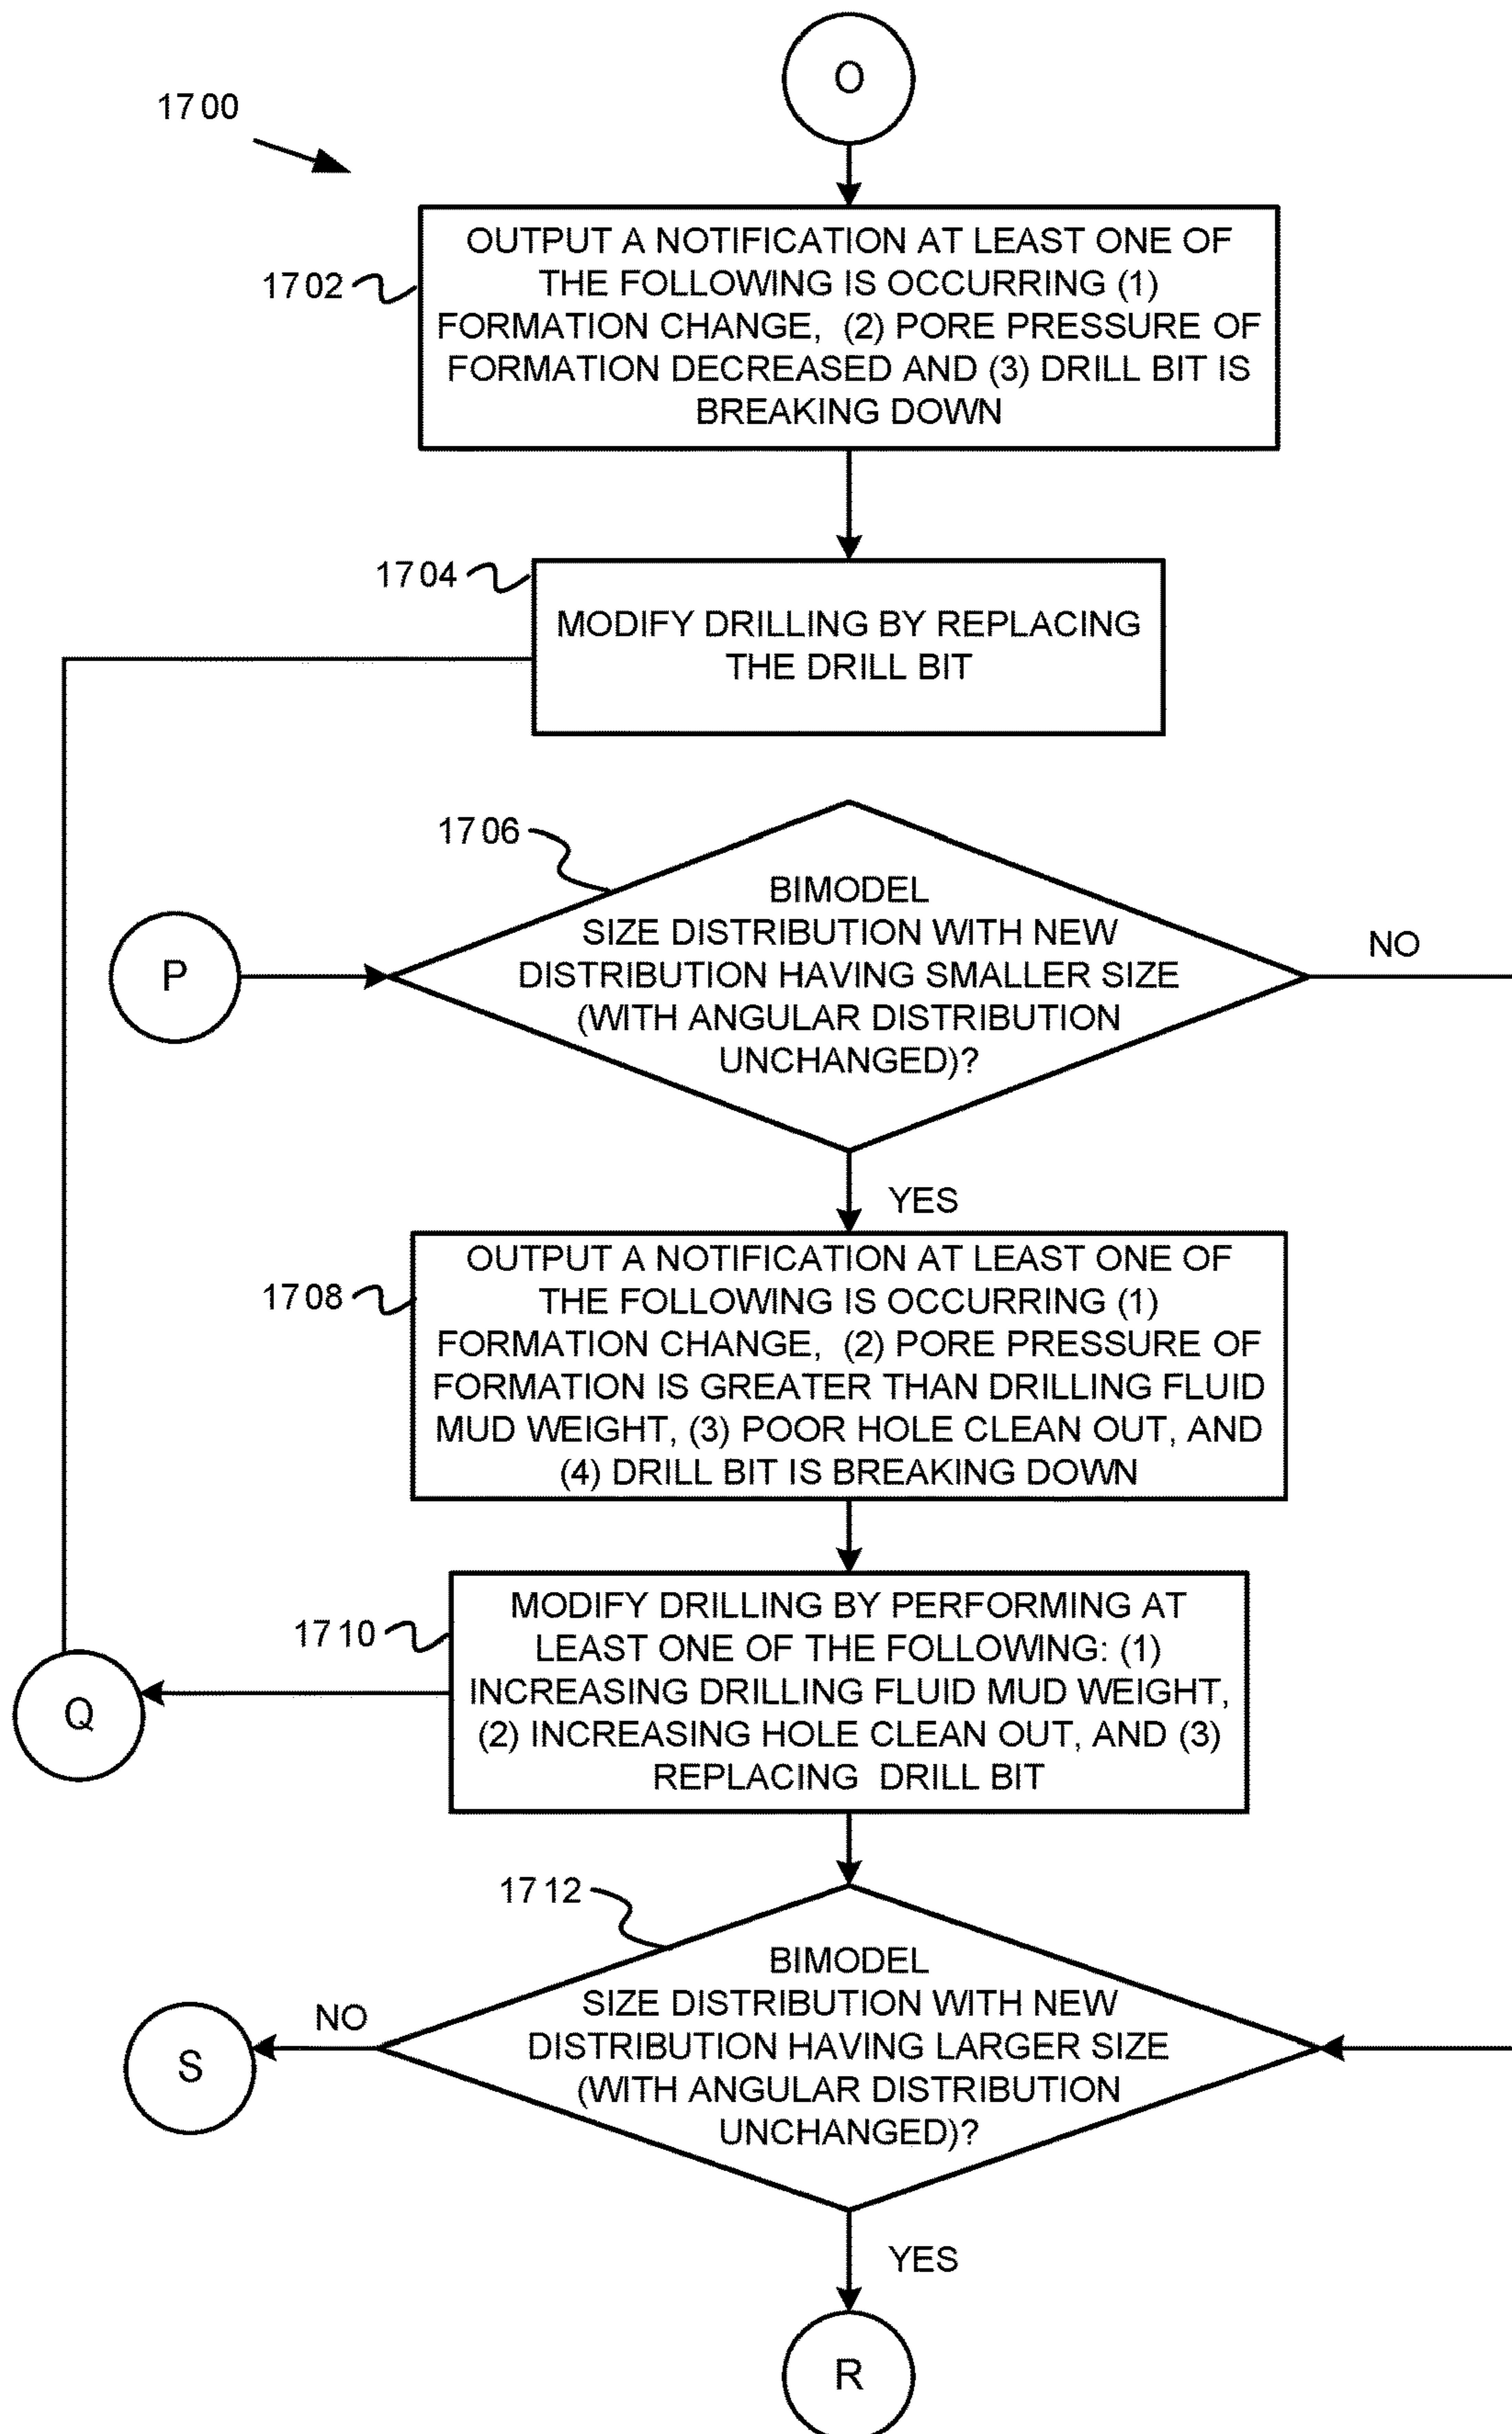 O
1700
OUTPUT A NOTIFICATION AT LEAST ONE OF
THE FOLLOWING IS OCCURRING (1)
FORMATION CHANGE, (2) PORE PRESSURE OF
FORMATION DECREASED AND (3) DRILL BIT IS
BREAKING DOWN
1702
1704
MODIFY DRILLING BY REPLACING
THE DRILL BIT
1706
BIMODEL
SIZE DISTRIBUTION WITH NEW
DISTRIBUTION HAVING SMALLER SIZE
(WITH ANGULAR DISTRIBUTION
UNCHANGED)?
NO
P
YES
OUTPUT A NOTIFICATION AT LEAST ONE OF
THE FOLLOWING IS OCCURRING (1)
FORMATION CHANGE, (2) PORE PRESSURE OF
FORMATION IS GREATER THAN DRILLING FLUID
MUD WEIGHT, (3) POOR HOLE CLEAN OUT, AND
(4) DRILL BIT IS BREAKING DOWN
1708
MODIFY DRILLING BY PERFORMING AT
LEAST ONE OF THE FOLLOWING: (1)
INCREASING DRILLING FLUID MUD WEIGHT,
(2) INCREASING HOLE CLEAN OUT, AND (3)
REPLACING DRILL BIT
1710
Q
1712
BIMODEL
SIZE DISTRIBUTION WITH NEW
DISTRIBUTION HAVING LARGER SIZE
(WITH ANGULAR DISTRIBUTION
UNCHANGED)?
NO
S
YES
R